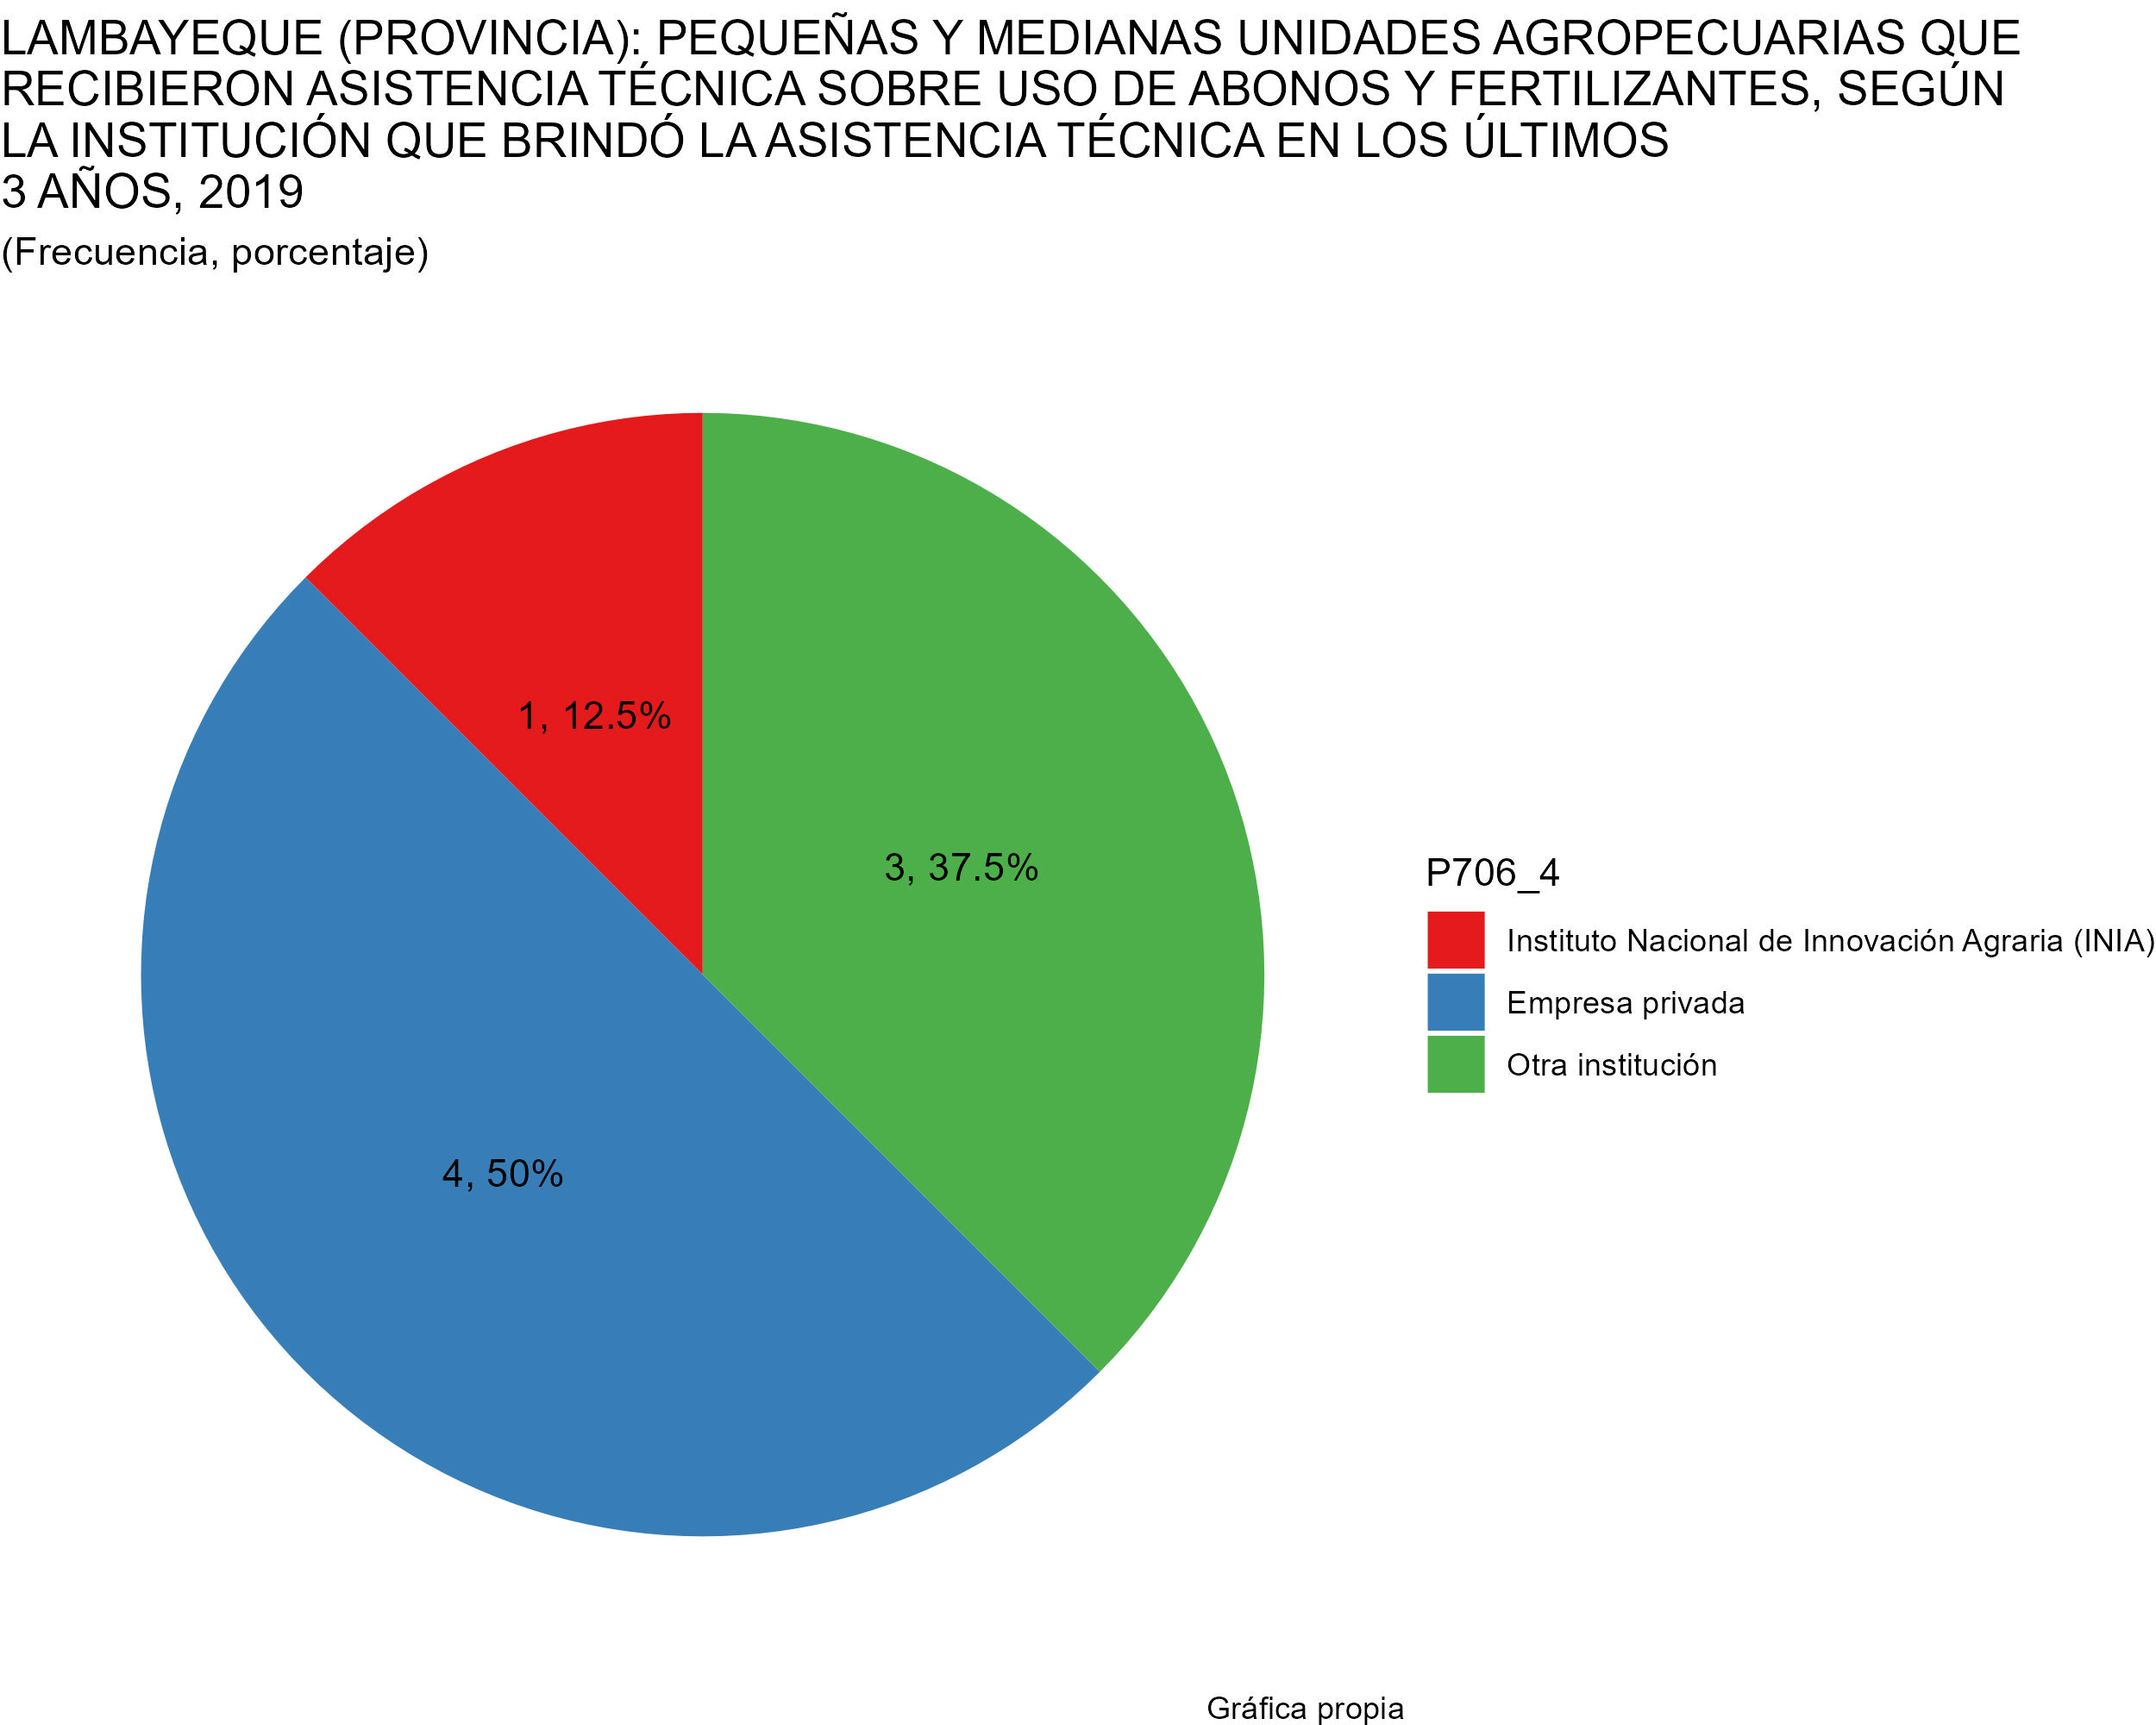 LAMBAYEQUE (PROVINCIA): PEQUEÑAS Y MEDIANAS UNIDADES AGROPECUARIAS QUE
RECIBIERON ASISTENCIA TÉCNICA SOBRE USO DE ABONOS Y FERTILIZANTES, SEGÚN
LA INSTITUCIÓN QUE BRINDÓ LA ASISTENCIA TÉCNICA EN LOS ÚLTIMOS
3 AÑOS, 2019
(Frecuencia, porcentaje)
1, 12.5%
3, 37.5%
4, 50%
P706_4
Instituto Nacional de Innovación Agraria (INIA)
Empresa privada
Otra institución
Gráfica propia